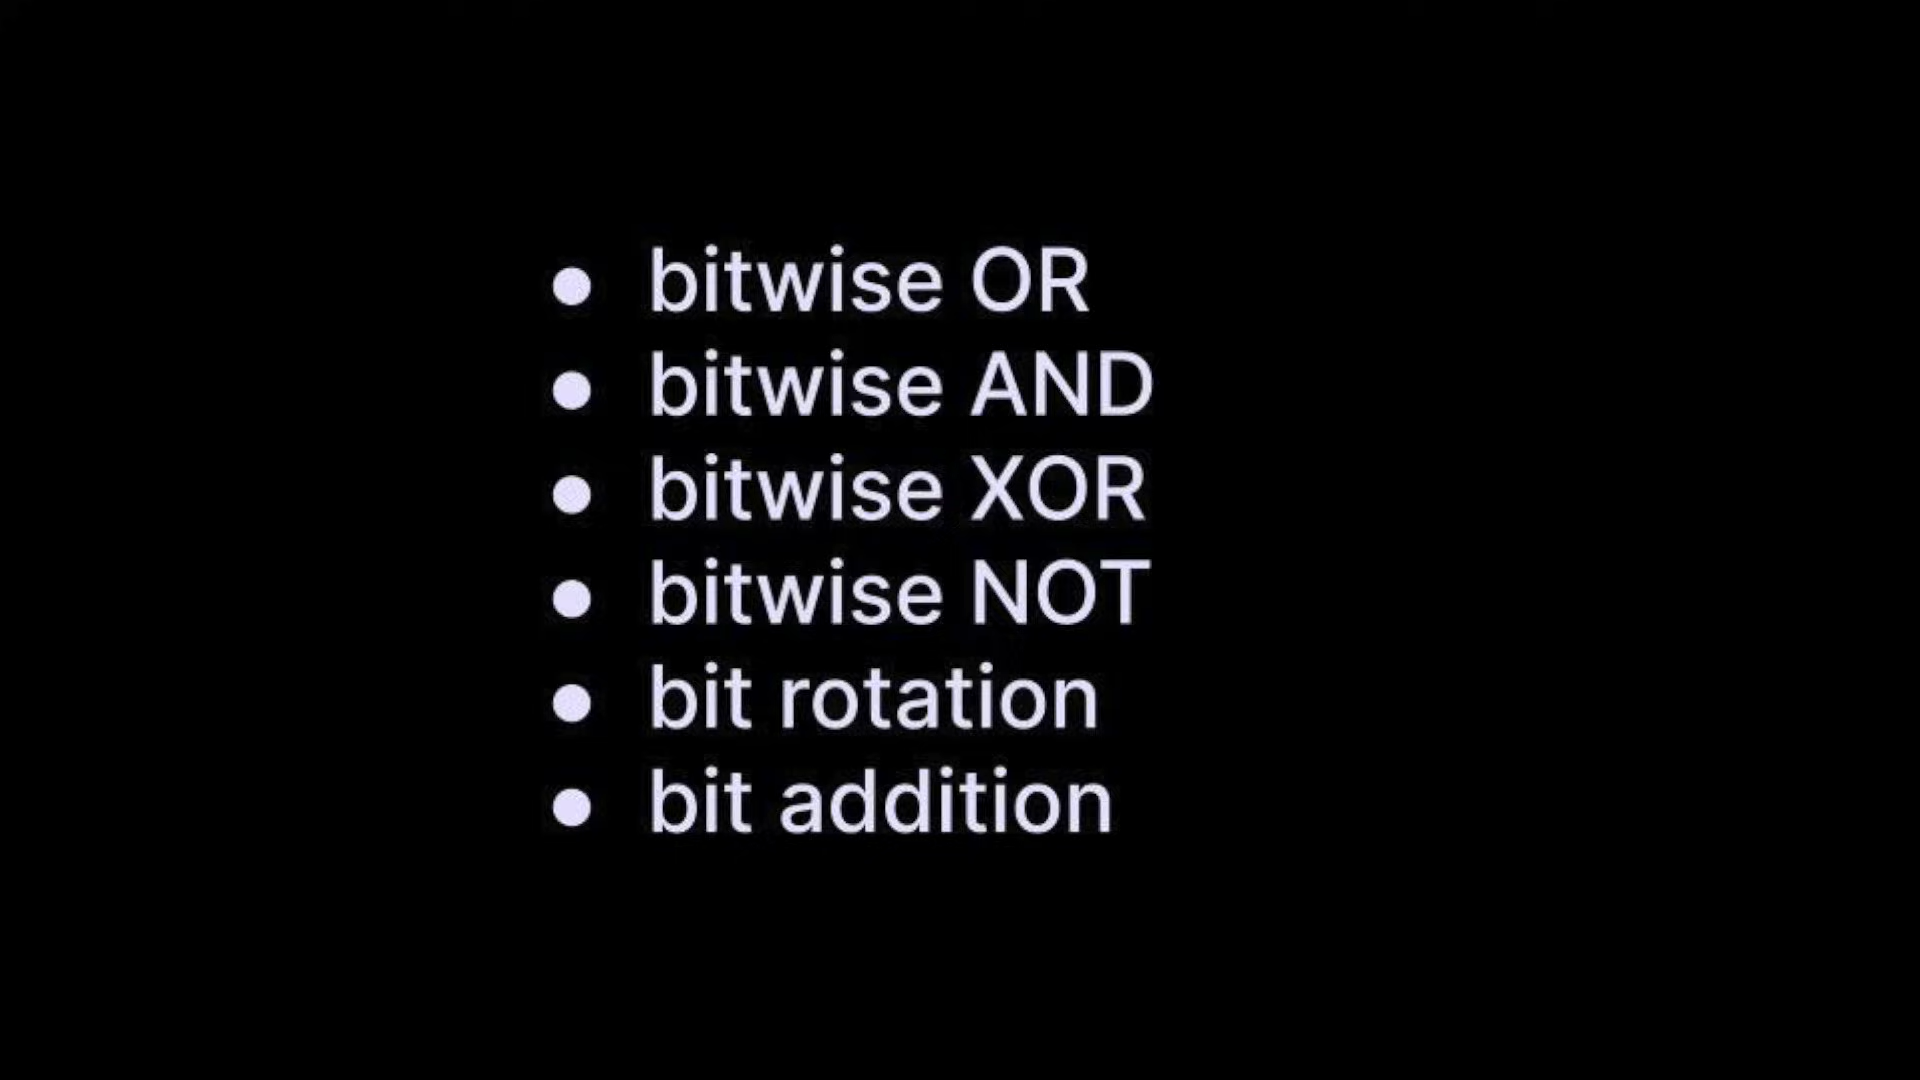 • bitwise OR
• bitwise AND
• bitwise XOR
• bitwise NOT
• bit rotation
• bit addition